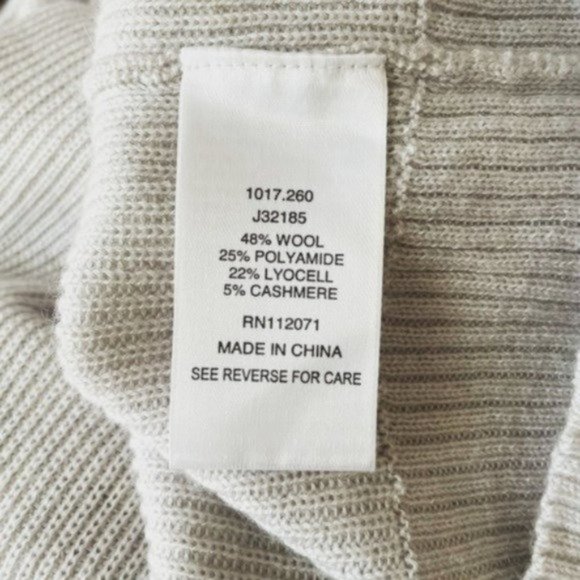 1017.260
J32185
48% WOOL
25% POLYAMIDE
22% LYOCELL
5% CASHMERE
RN112071
MADE IN CHINA
SEE REVERSE FOR CARE